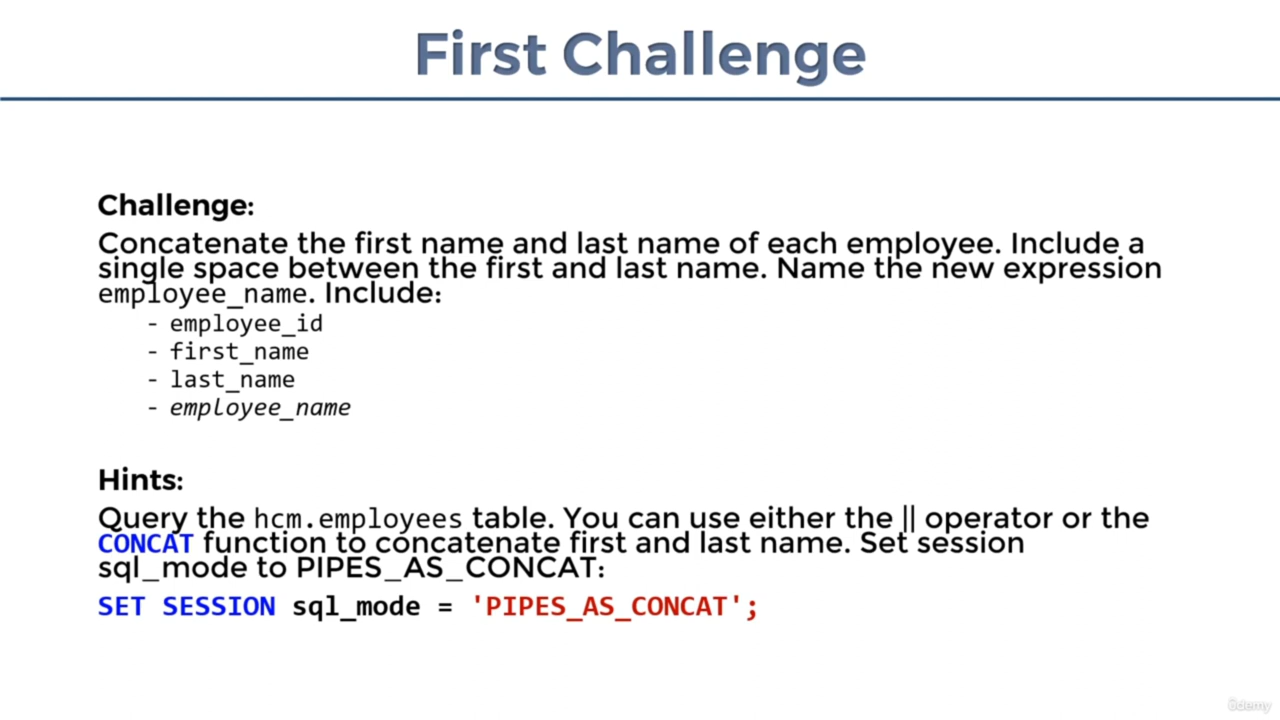 First Challenge
Challenge:
Concatenate the first name and last name of each employee. Include a
single space between the first and last name. Name the new expression
employee_name. Include:
- employee_id
- first_name
- last_name
- employee_name
Hints:
Query the hcm.employees table. You can use either the || operator or the
CONCAT function to concatenate first and last name. Set session
sql_mode to PIPES_AS_CONCAT:
SET SESSION sql_mode = 'PIPES_AS_CONCAT';
ûdemy